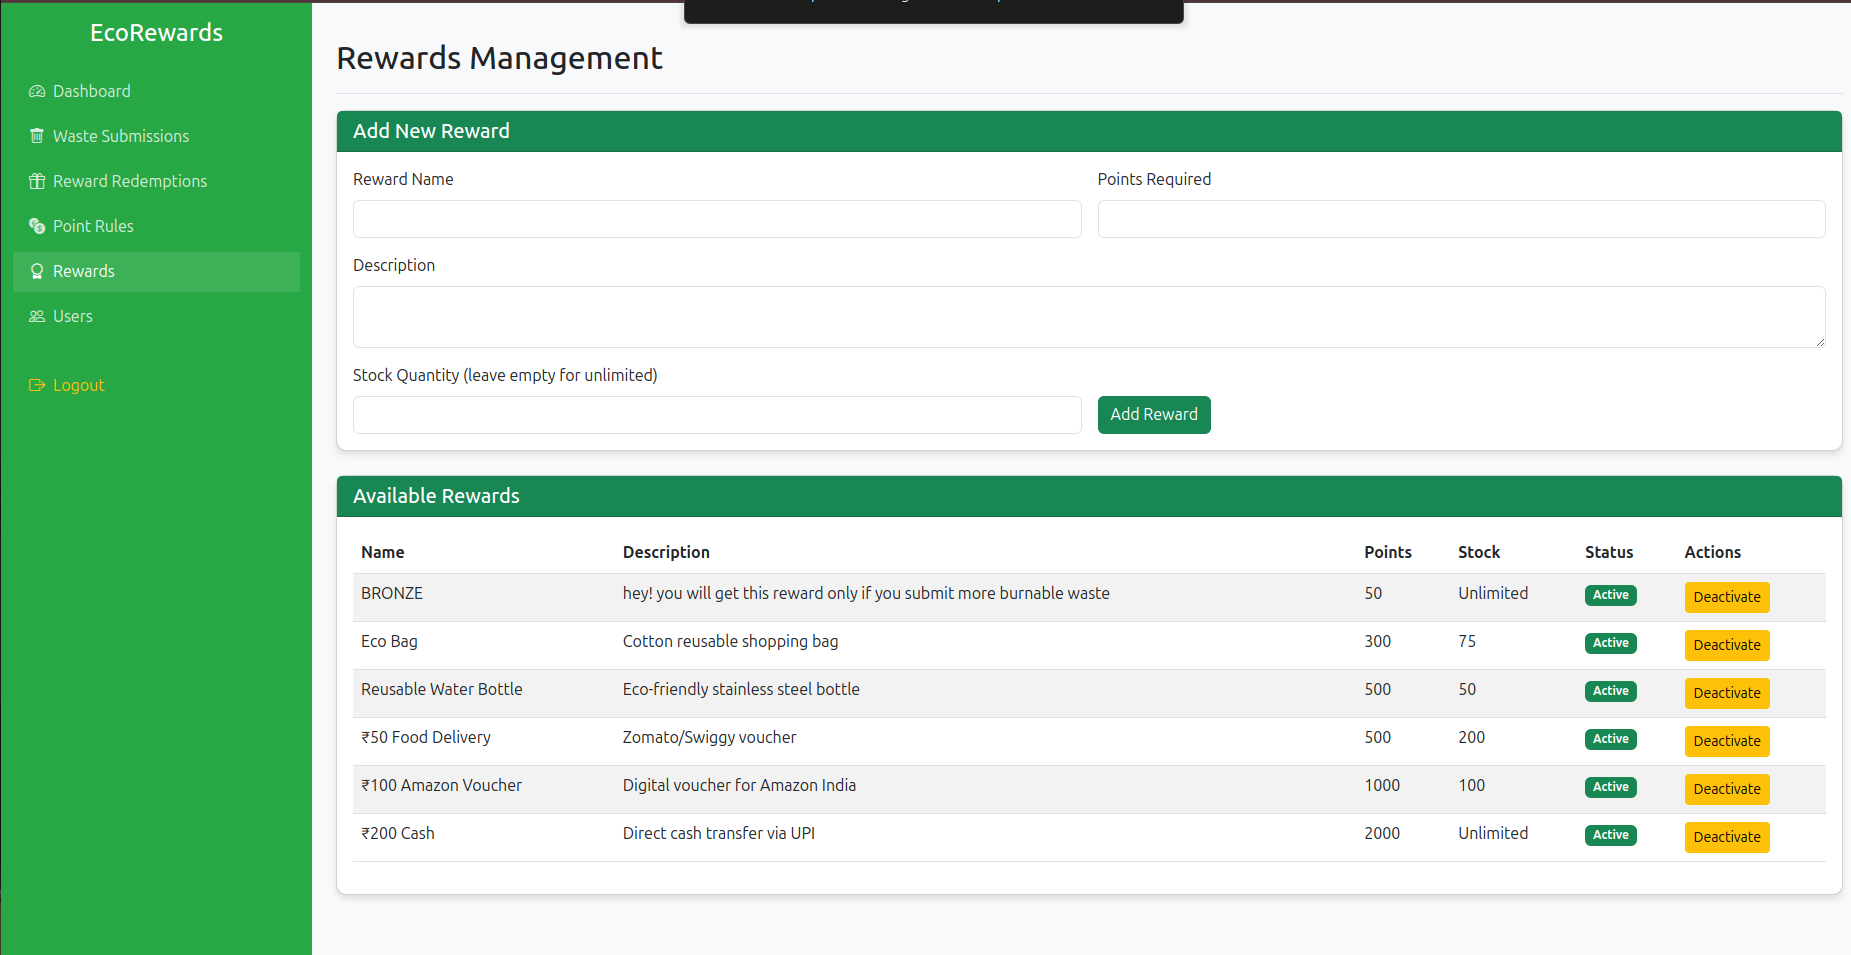 EcoRewards
Dashboard
Waste Submissions
Reward Redemptions
Point Rules
Rewards
Users
Logout
Rewards Management
Add New Reward
Reward Name Points Required
Description
Stock Quantity (leave empty for unlimited)
Add Reward
Available Rewards
Name Description Points Stock Status Actions
BRONZE hey! you will get this reward only if you submit more burnable waste 50 Unlimited Active Deactivate
Eco Bag Cotton reusable shopping bag 300 75 Active Deactivate
Reusable Water Bottle Eco-friendly stainless steel bottle 500 50 Active Deactivate
₹50 Food Delivery Zomato/Swiggy voucher 500 200 Active Deactivate
₹100 Amazon Voucher Digital voucher for Amazon India 1000 100 Active Deactivate
₹200 Cash Direct cash transfer via UPI 2000 Unlimited Active Deactivate